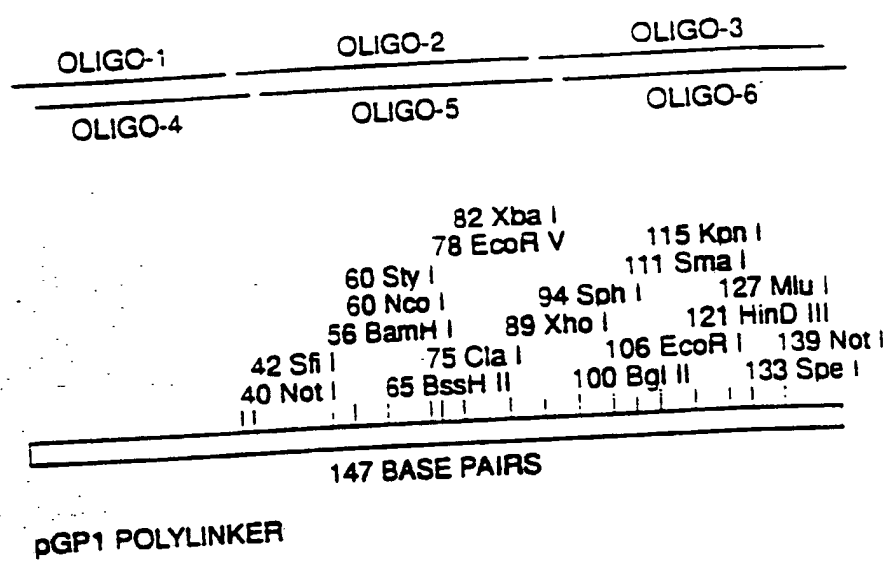 OLIGO-1 OLIGO-2 OLIGO-3
OLIGO-4 OLIGO-5 OLIGO-6
82 Xba I
78 EcoR V 115 Kpn I
60 Sty I 111 Sma I
60 Nco I 94 Sph I 127 Mlu I
56 BamH I 89 Xho I 121 HinD III
42 Sfi I 75 Cla I 106 EcoR I 139 Not I
40 Not I 65 BssH II 100 Bgl II 133 Spe I
147 BASE PAIRS
pGP1 POLYLINKER